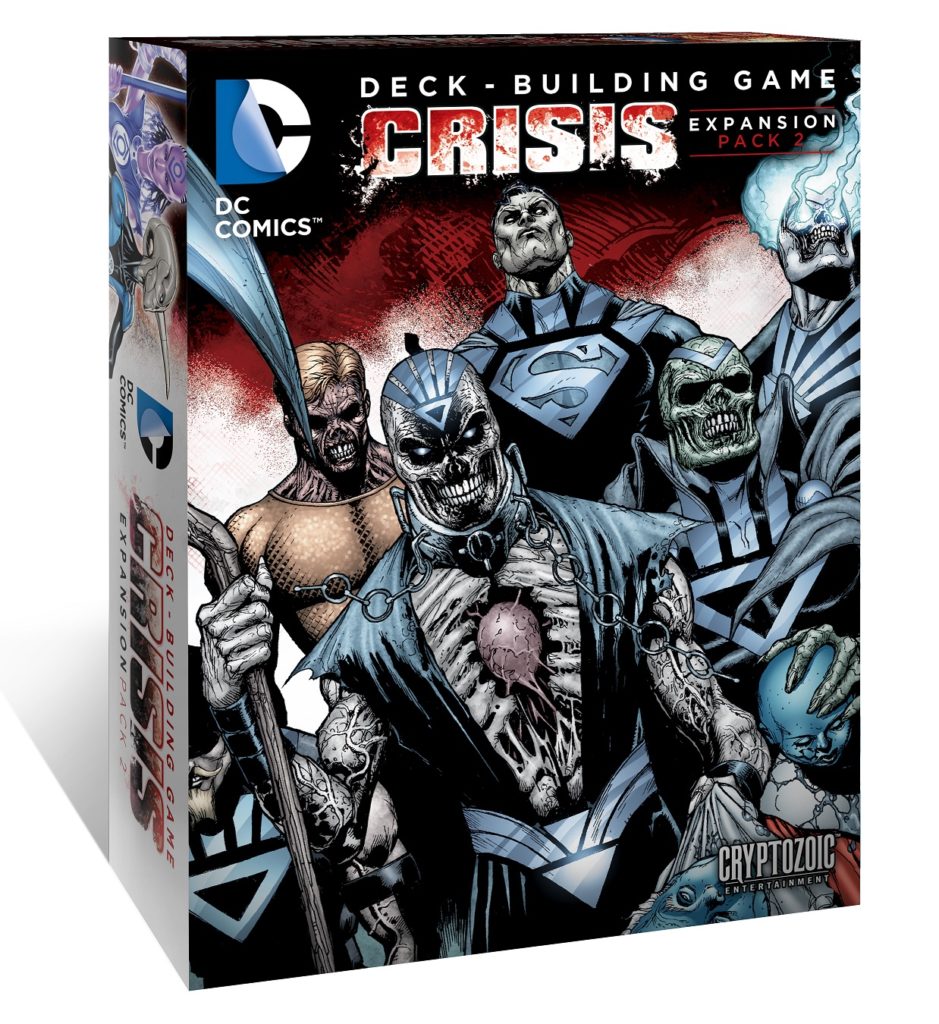 DECK - BUILDING GAME
CRISIS
EXPANSION
PACK 2
DC
COMICS™
CRYPTOZOIC™
ENTERTAINMENT
DC
COMICS™
DECK - BUILDING GAME
CRISIS
EXPANSION PACK 2